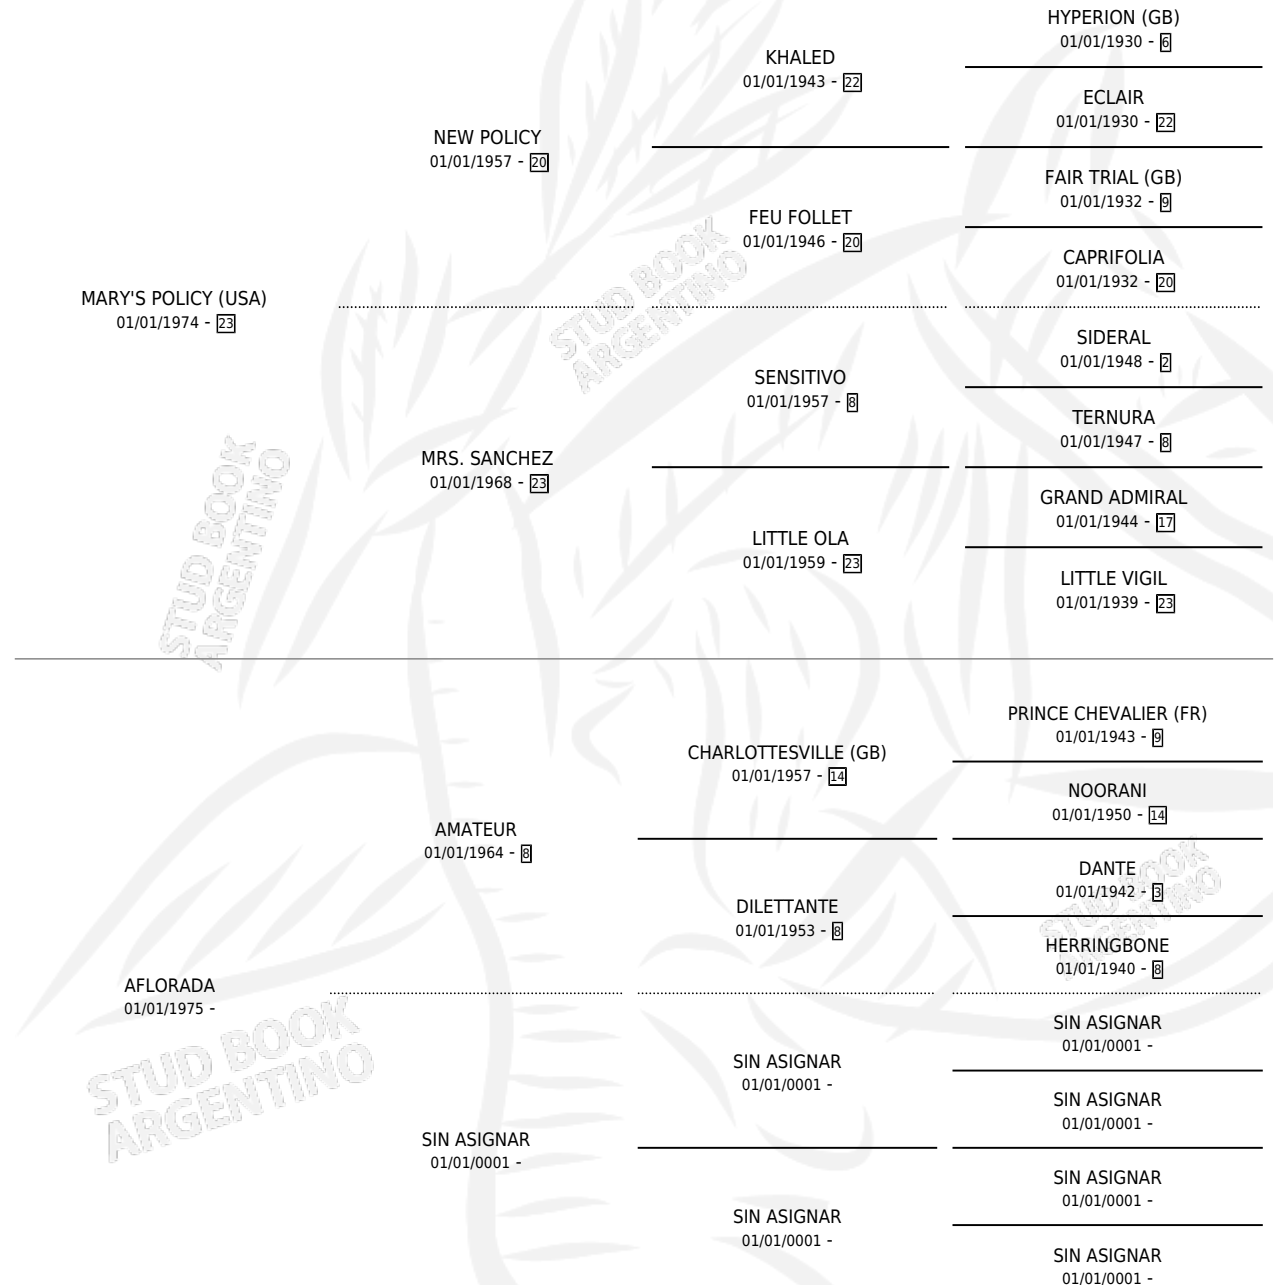 HYPERION (GB)
01/01/1930 - 6
KHALED
01/01/1943 - 22
ECLAIR
01/01/1930 - 22
NEW POLICY
01/01/1957 - 20
FAIR TRIAL (GB)
01/01/1932 - 9
FEU FOLLET
01/01/1946 - 20
CAPRIFOLIA
01/01/1932 - 20
MARY'S POLICY (USA)
01/01/1974 - 23
SIDERAL
01/01/1948 - 2
SENSITIVO
01/01/1957 - 8
TERNURA
01/01/1947 - 8
MRS. SANCHEZ
01/01/1968 - 23
GRAND ADMIRAL
01/01/1944 - 17
LITTLE OLA
01/01/1959 - 23
LITTLE VIGIL
01/01/1939 - 23
PRINCE CHEVALIER (FR)
01/01/1943 - 9
CHARLOTTESVILLE (GB)
01/01/1957 - 14
NOORANI
01/01/1950 - 14
AMATEUR
01/01/1964 - 8
DANTE
01/01/1942 - 3
DILETTANTE
01/01/1953 - 8
HERRINGBONE
01/01/1940 - 8
AFLORADA
01/01/1975 -
SIN ASIGNAR
01/01/0001 -
SIN ASIGNAR
01/01/0001 -
SIN ASIGNAR
01/01/0001 -
SIN ASIGNAR
01/01/0001 -
SIN ASIGNAR
01/01/0001 -
SIN ASIGNAR
01/01/0001 -
SIN ASIGNAR
01/01/0001 -
STUD BOOK
ARGENTINO
STUD BOOK
ARGENTINO
STUD BOOK
ARGENTINO
STUD BOOK
ARGENTINO